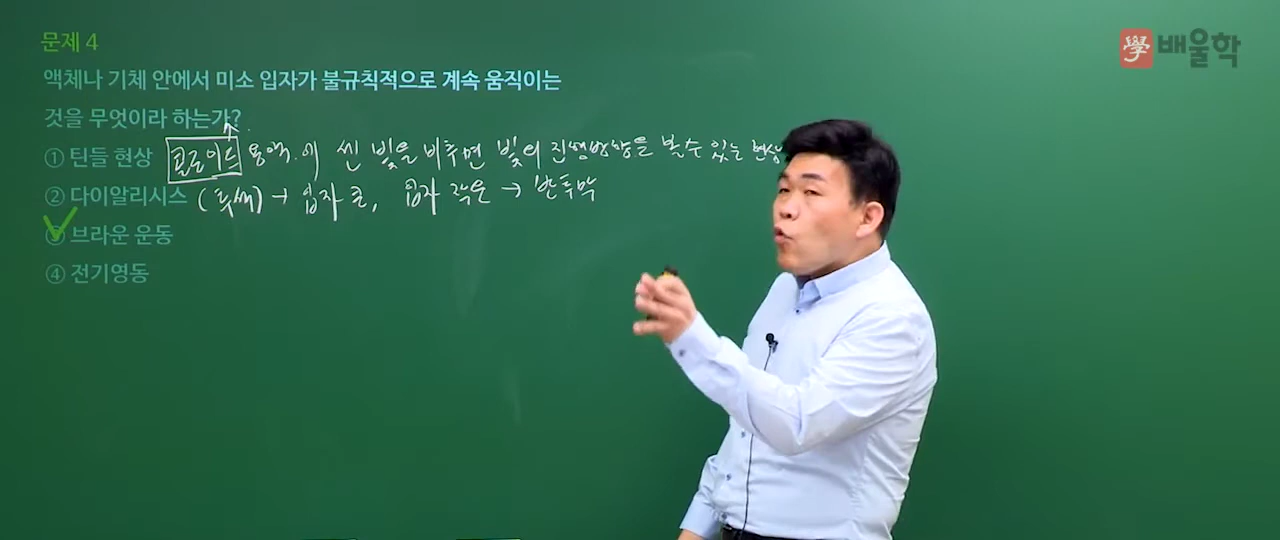 문제 4
學 배울학
액체나 기체 안에서 미소 입자가 불규칙적으로 계속 움직이는
것을 무엇이라 하는가?
① 틴들 현상 콜로이드 용액에 센 빛을 비추면 빛의 진행방향을 볼 수 있는 현상
② 다이알리시스 (투석) → 입자 큰, 입자 작은 → 반투막
③ 브라운 운동
④ 전기영동